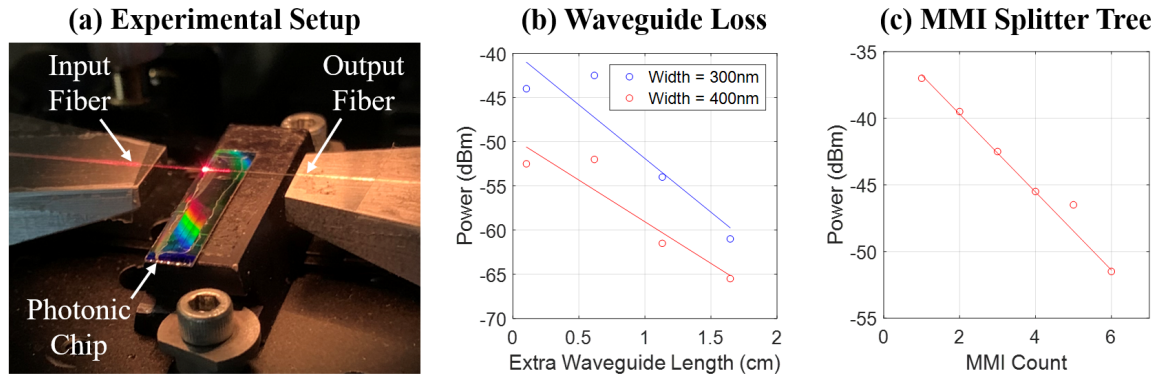 (a) Experimental Setup
Input
Fiber
Output
Fiber
Photonic
Chip
(b) Waveguide Loss
Width = 300nm
Width = 400nm
-40
-45
-50
-55
-60
-65
-70
Power (dBm)
0
0.5
1
1.5
2
Extra Waveguide Length (cm)
(c) MMI Splitter Tree
-35
-40
-45
-50
-55
Power (dBm)
0
2
4
6
MMI Count